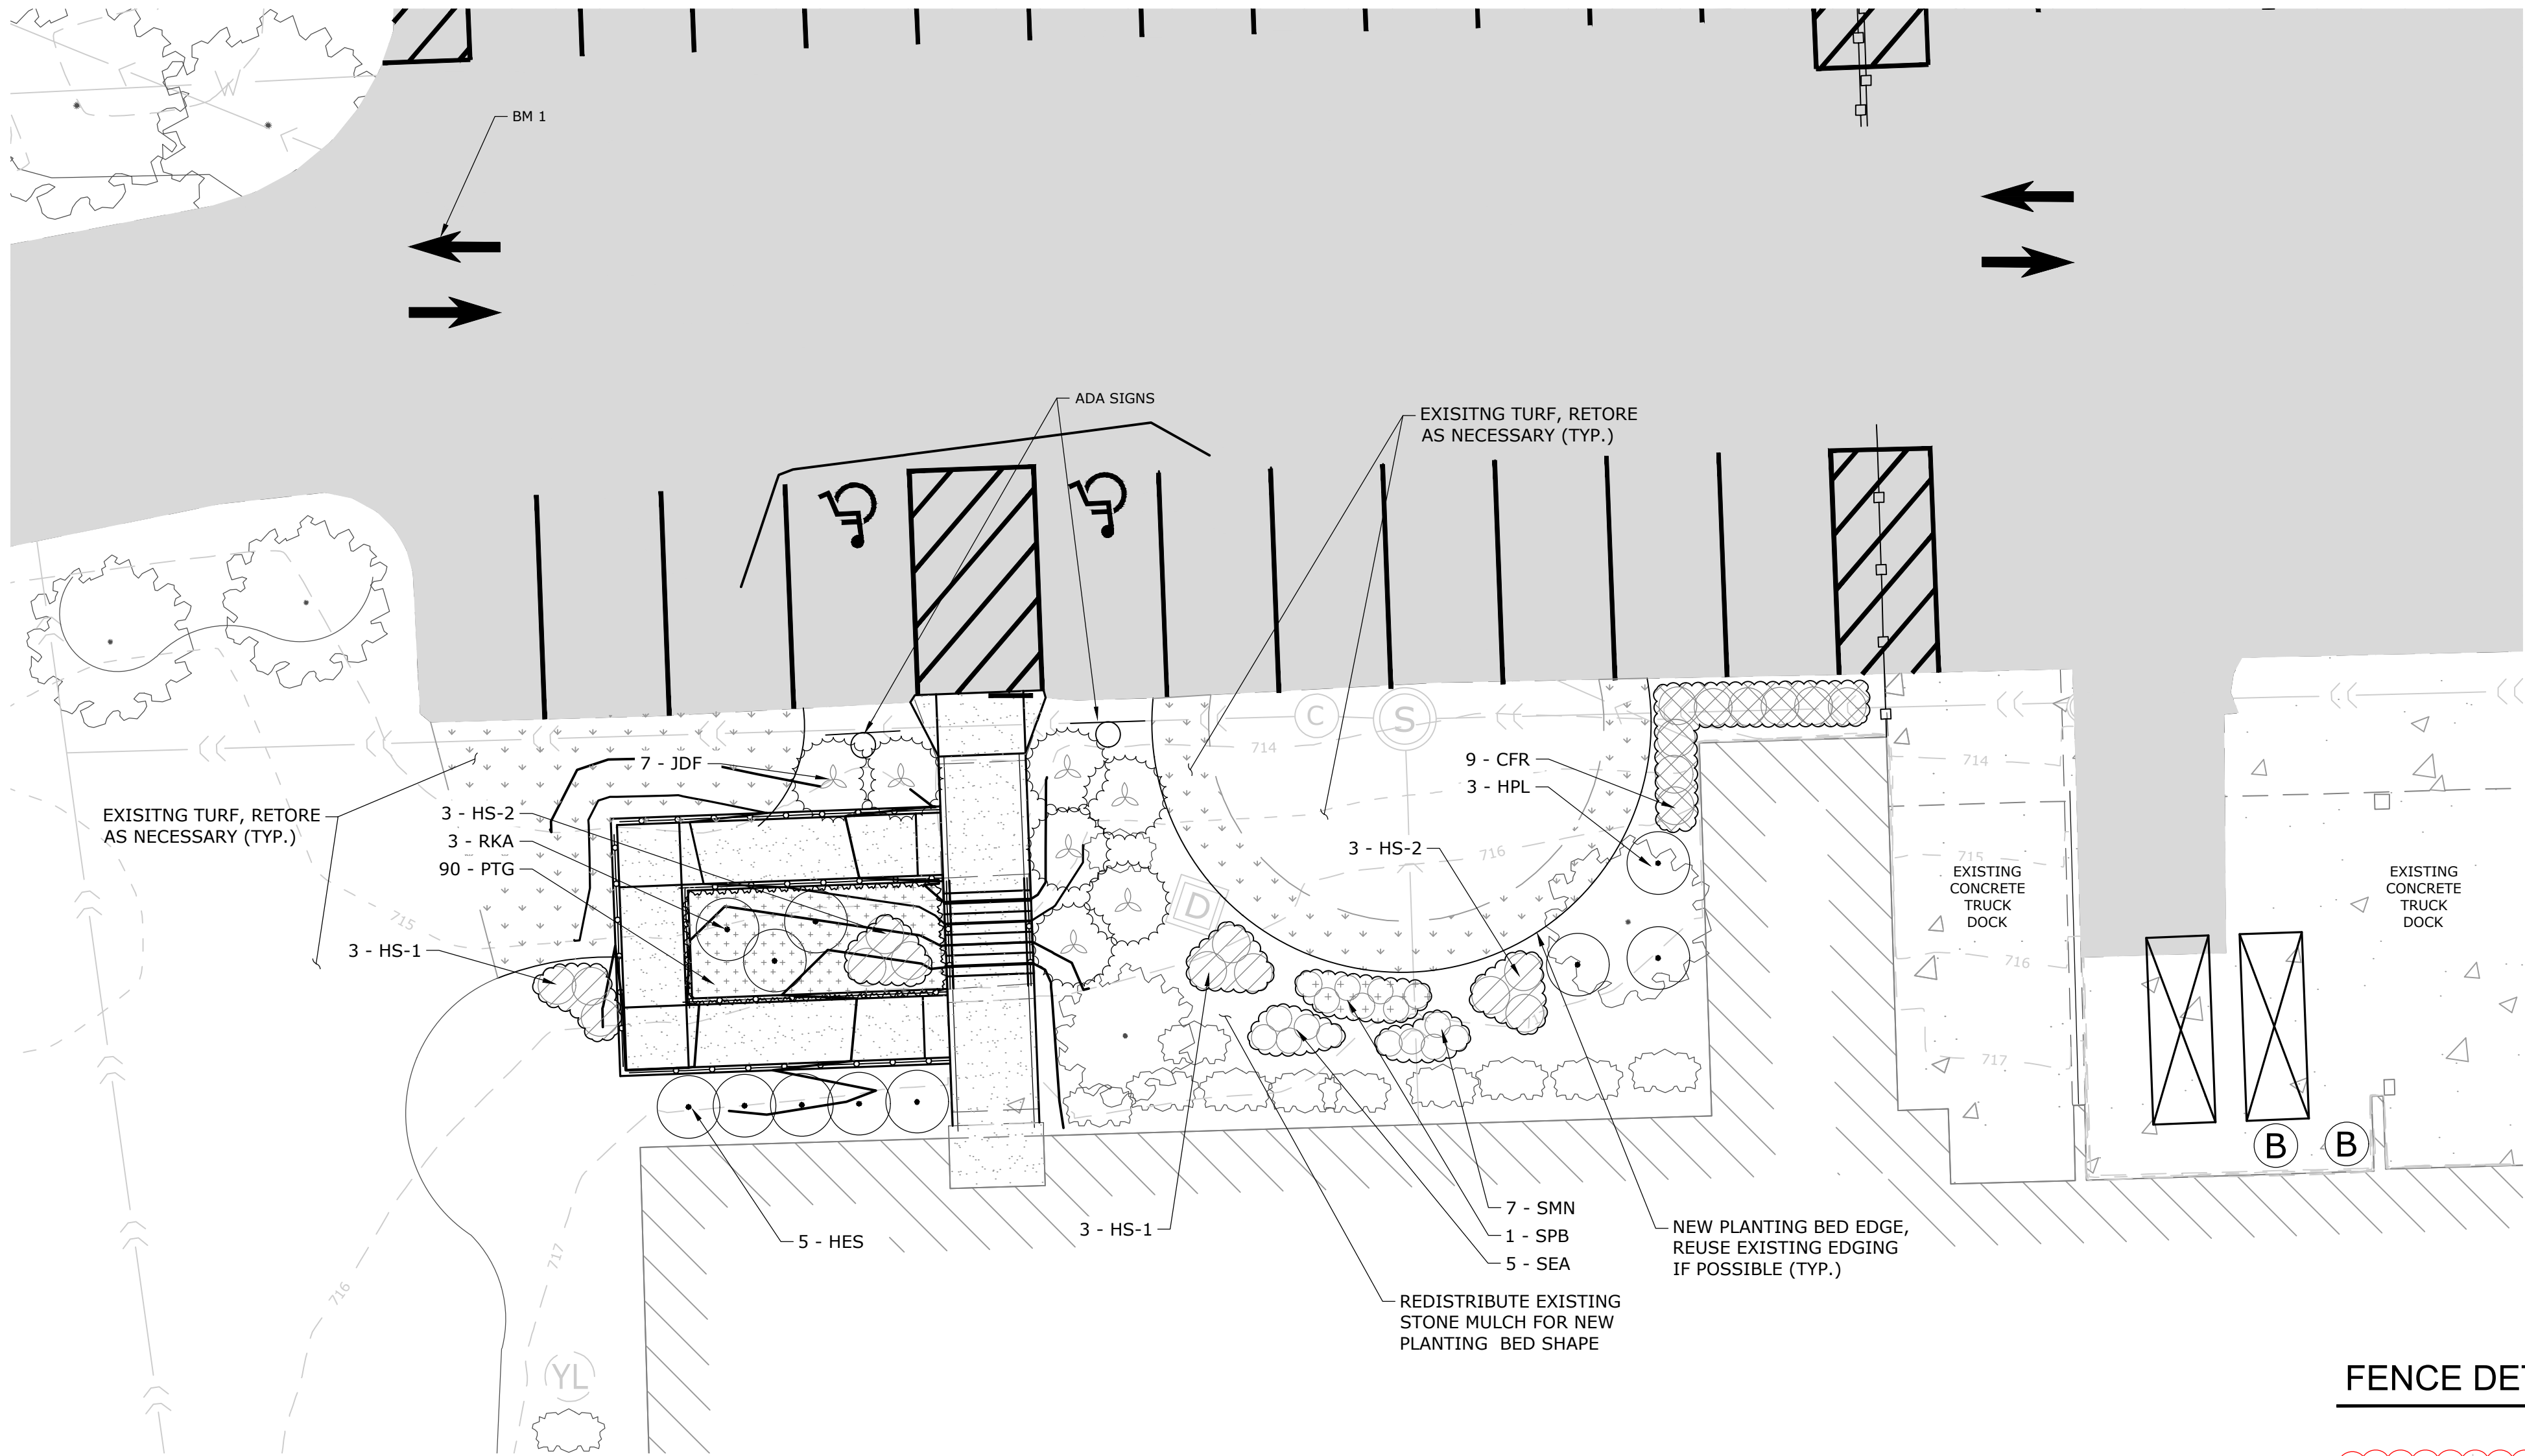 BM 1
ADA SIGNS
EXISITNG TURF, RETORE
AS NECESSARY (TYP.)
C
S
714
7 - JDF
9 - CFR
3 - HPL
714
EXISITNG TURF, RETORE
AS NECESSARY (TYP.)
3 - HS-2
3 - RKA
90 - PTG
3 - HS-2
716
715
EXISTING
CONCRETE
TRUCK
DOCK
EXISTING
CONCRETE
TRUCK
DOCK
D
715
3 - HS-1
716
717
B
B
7 - SMN
1 - SPB
5 - SEA
3 - HS-1
5 - HES
NEW PLANTING BED EDGE,
REUSE EXISTING EDGING
IF POSSIBLE (TYP.)
717
716
REDISTRIBUTE EXISTING
STONE MULCH FOR NEW
PLANTING BED SHAPE
YL
FENCE DET